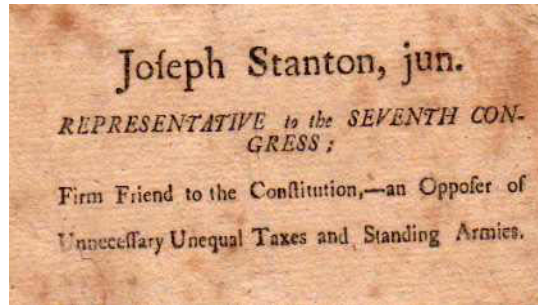 Joſeph Stanton, jun.
REPRESENTATIVE to the SEVENTH CON-
GRESS;
Firm Friend to the Conſtitution,—an Oppoſer of
Unneceſſary Unequal Taxes and Standing Armies.